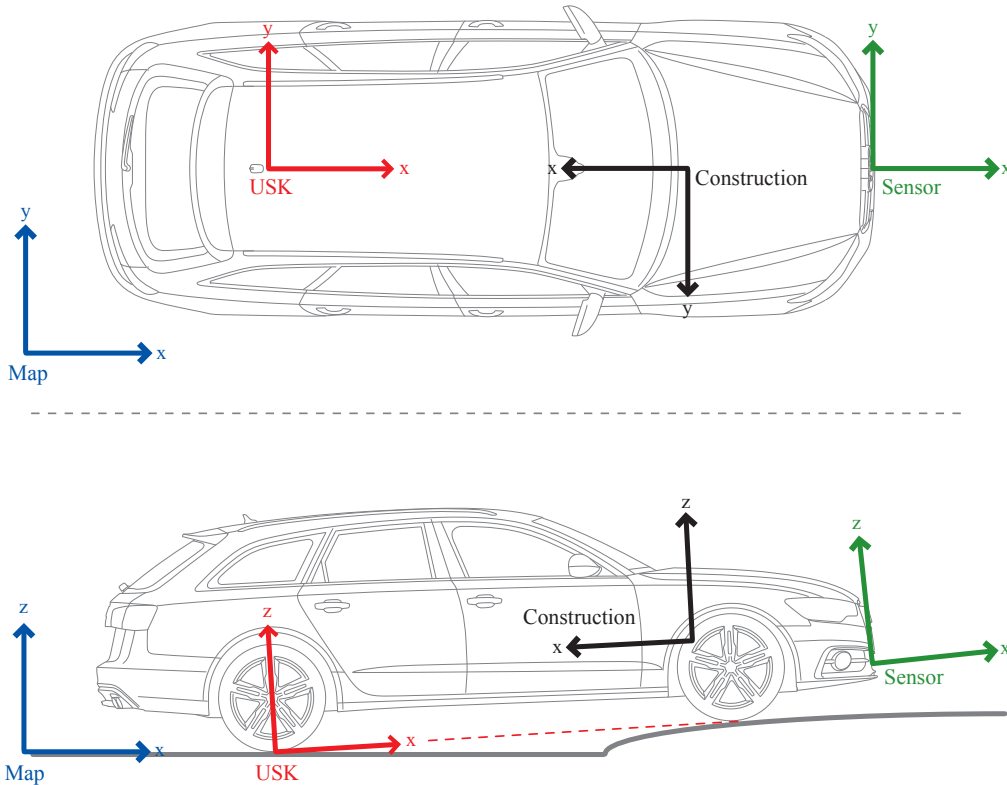 y
y
x
x
x
USK
Construction
Sensor
y
y
x
Map
z
z
Construction
z
z
x
x
Sensor
x
x
USK
Map